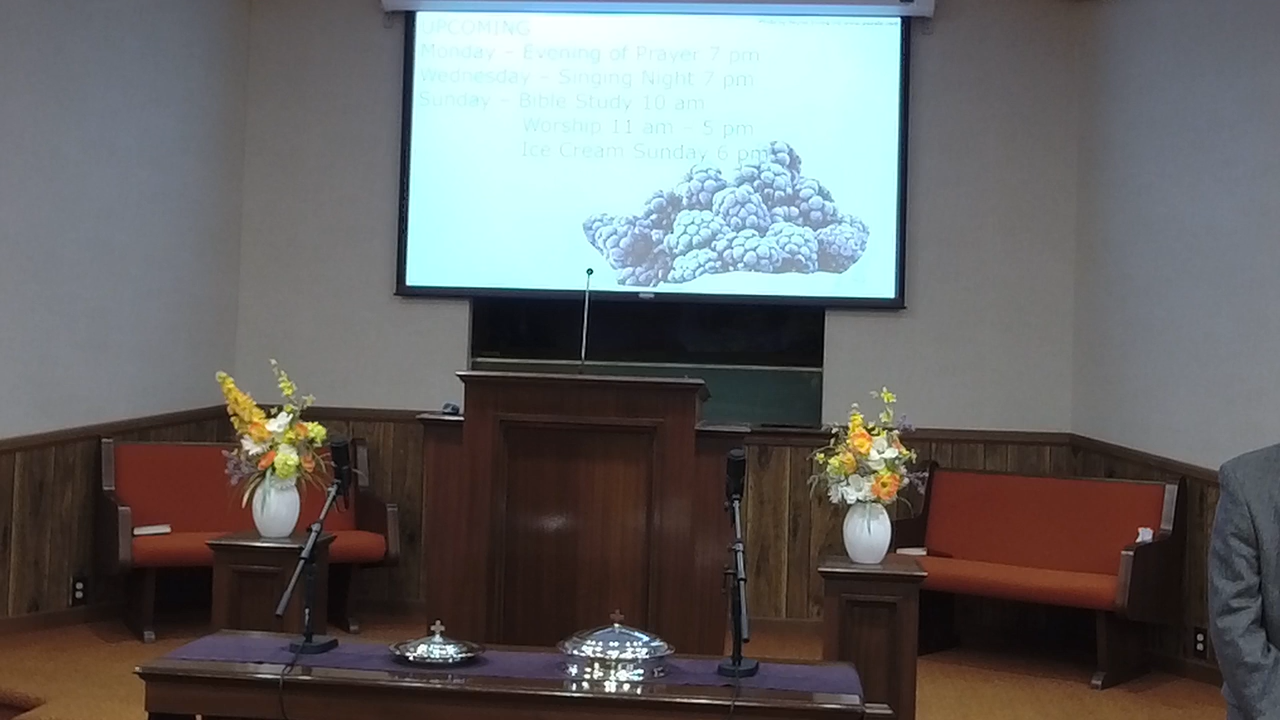 UPCOMING
Monday - Evening of Prayer 7 pm
Wednesday - Singing Night 7 pm
Sunday - Bible Study 10 am
Worship 11 am - 5 pm
Ice Cream Sunday 6 pm